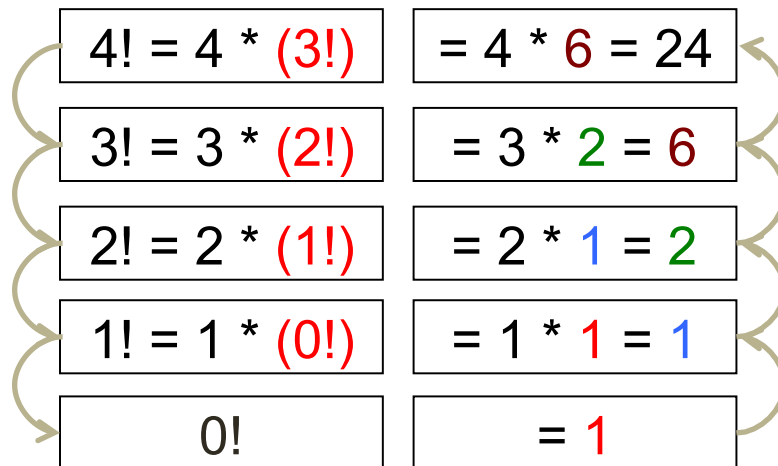 4! = 4 * (3!) = 4 * 6 = 24
3! = 3 * (2!) = 3 * 2 = 6
2! = 2 * (1!) = 2 * 1 = 2
1! = 1 * (0!) = 1 * 1 = 1
0! = 1